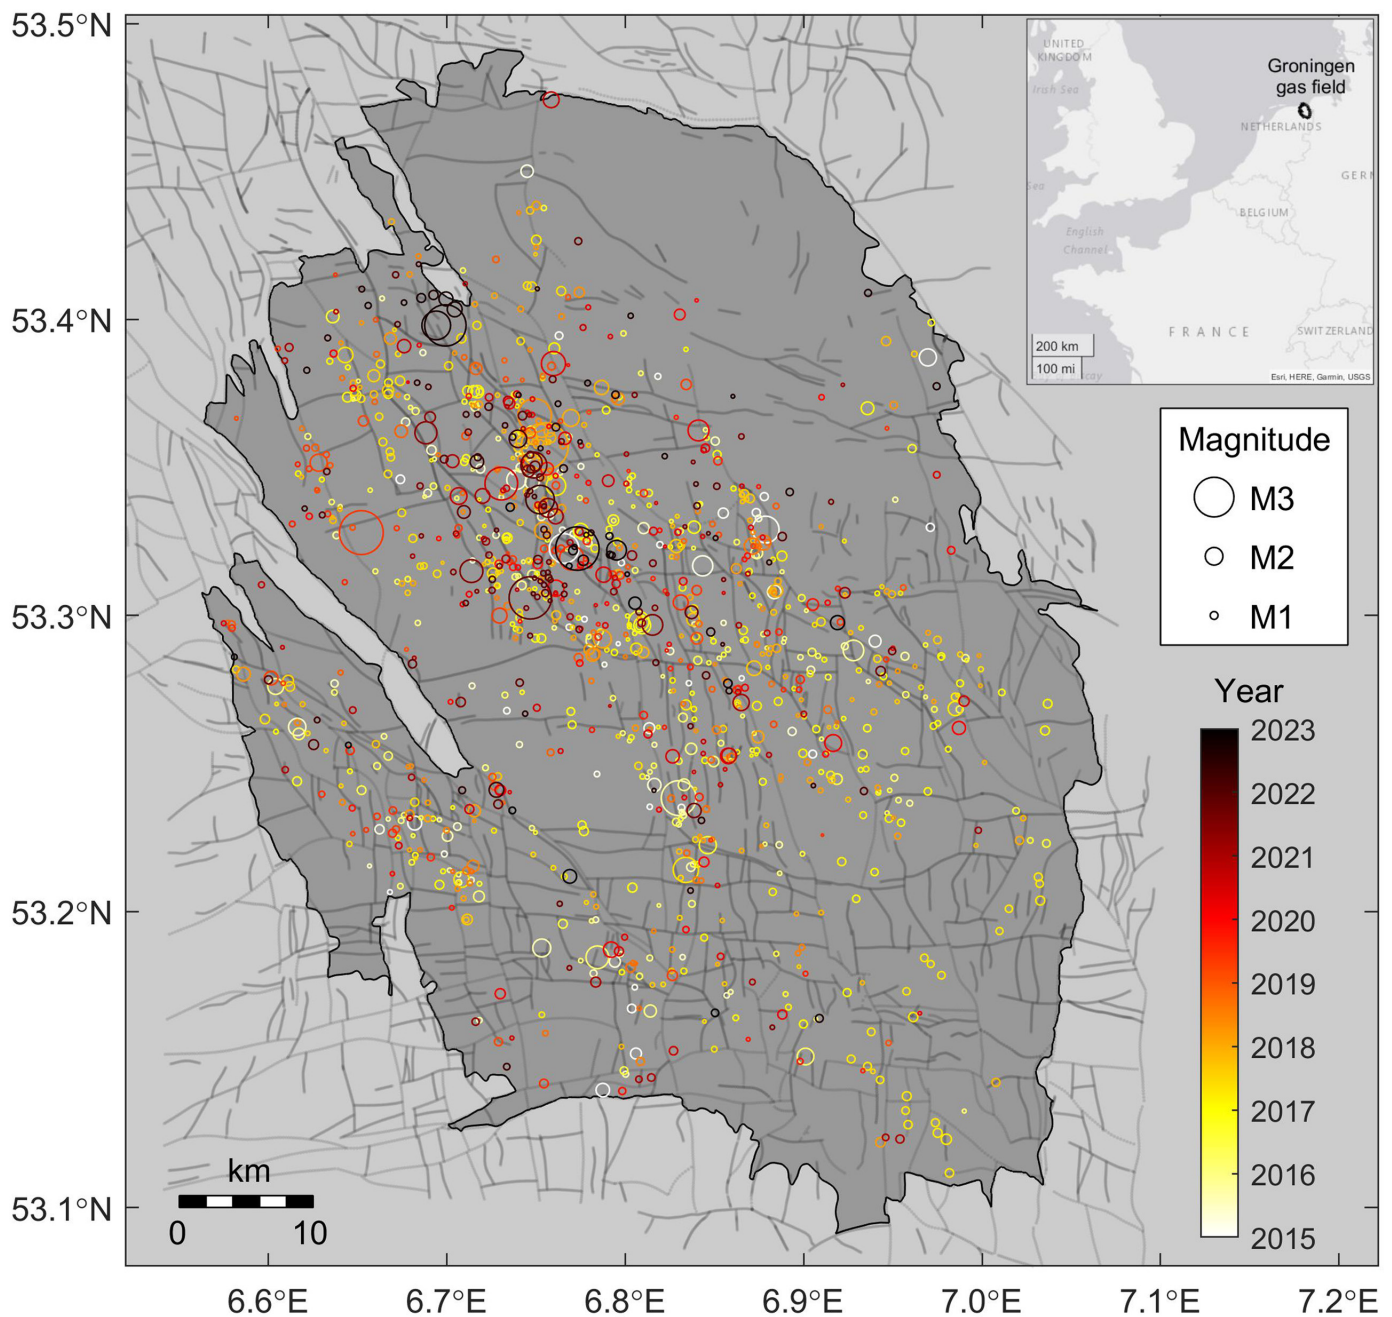 53.5°N
53.4°N
53.3°N
53.2°N
53.1°N
6.6°E
6.7°E
6.8°E
6.9°E
7.0°E
7.1°E
7.2°E
km
0
10
UNITED
KINGDOM
Irish Sea
Sea
Groningen
gas field
NETHERLANDS
GERM
BELGIUM
English
Channel
FRANCE
SWITZERLAND
200 km
100 mi
Esri, HERE, Garmin, USGS
Magnitude
M3
M2
M1
Year
2023
2022
2021
2020
2019
2018
2017
2016
2015